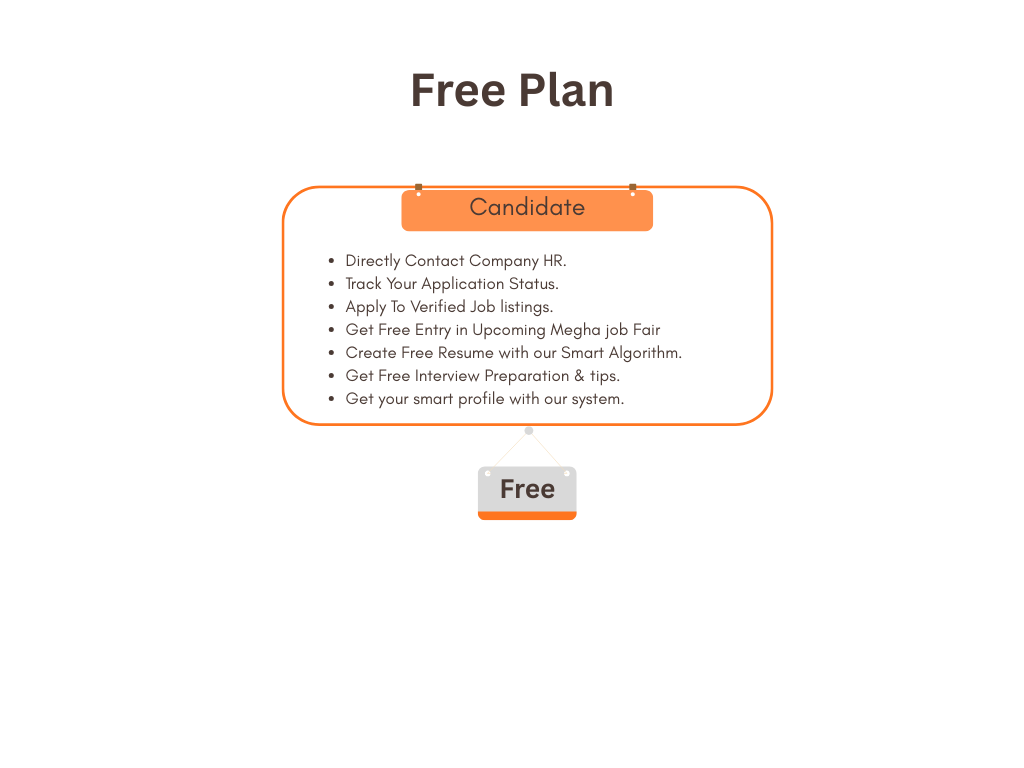 Free Plan
Candidate
• Directly Contact Company HR.
• Track Your Application Status.
• Apply To Verified Job listings.
• Get Free Entry in Upcoming Megha job Fair
• Create Free Resume with our Smart Algorithm.
• Get Free Interview Preparation & tips.
• Get your smart profile with our system.
Free